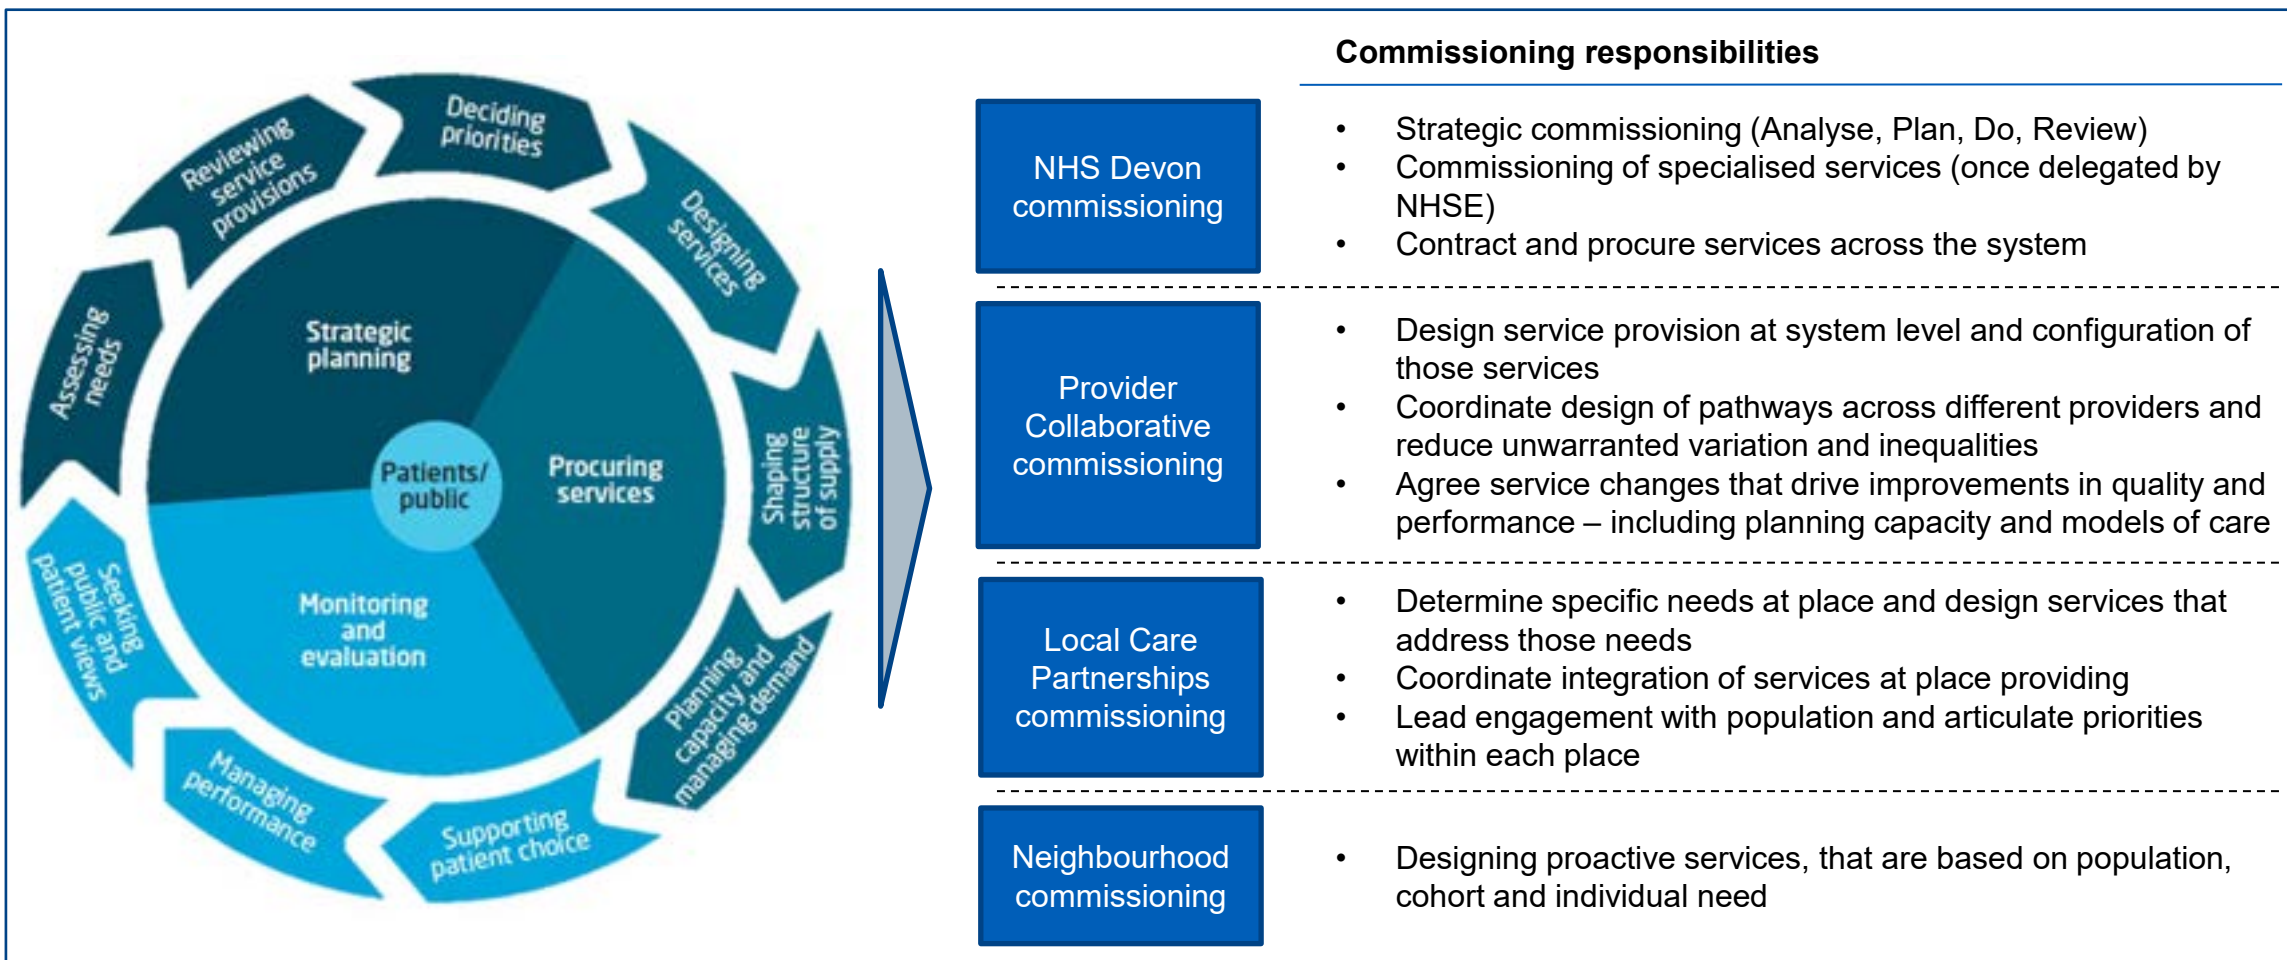 Commissioning responsibilities
Deciding
priorities
Designing
services
Shaping
structure
of supply
Planning
capacity and
managing demand
Supporting
patient choice
Managing
performance
Seeking
public and
patient views
Assessing
needs
Reviewing
service
provisions
Strategic
planning
Procuring
services
Monitoring
and
evaluation
Patients/
public
NHS Devon
commissioning
• Strategic commissioning (Analyse, Plan, Do, Review)
• Commissioning of specialised services (once delegated by
NHSE)
• Contract and procure services across the system
Provider
Collaborative
commissioning
• Design service provision at system level and configuration of
those services
• Coordinate design of pathways across different providers and
reduce unwarranted variation and inequalities
• Agree service changes that drive improvements in quality and
performance – including planning capacity and models of care
Local Care
Partnerships
commissioning
• Determine specific needs at place and design services that
address those needs
• Coordinate integration of services at place providing
• Lead engagement with population and articulate priorities
within each place
Neighbourhood
commissioning
• Designing proactive services, that are based on population,
cohort and individual need